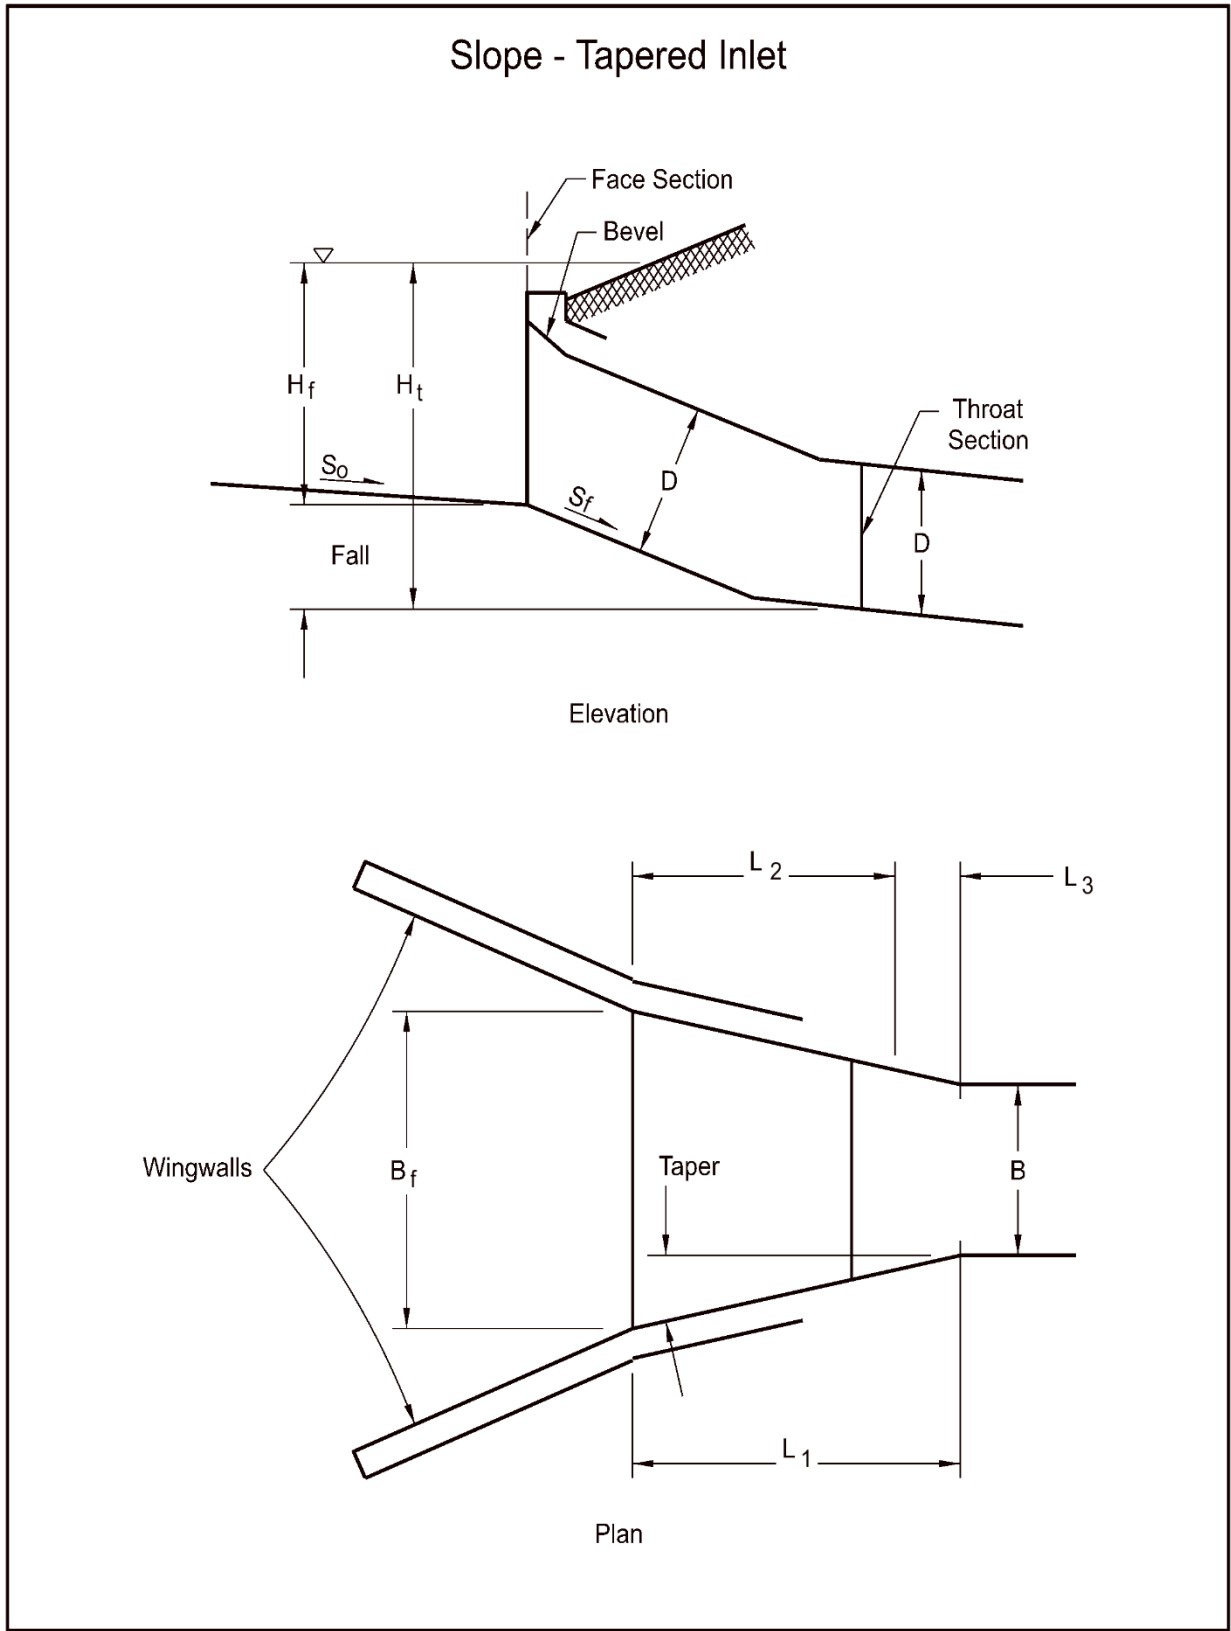 Slope - Tapered Inlet
Face Section
Bevel
Hf
Ht
Throat
Section
So
Sf
D
D
Fall
Elevation
L2
L3
Wingwalls
Bf
Taper
B
L1
Plan